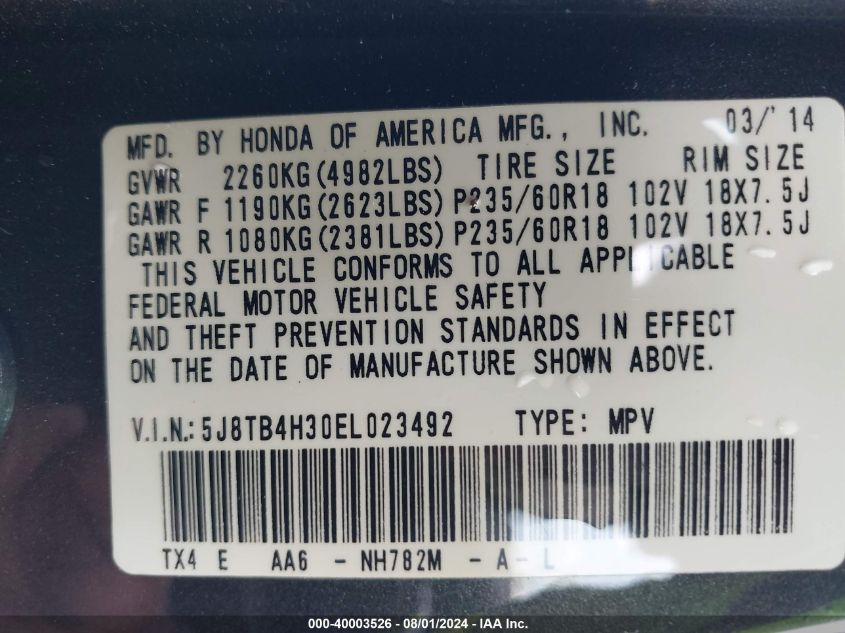 MFD. BY HONDA OF AMERICA MFG., INC. 03/'14
GVWR 2260KG(4982LBS) TIRE SIZE RIM SIZE
GAWR F 1190KG(2623LBS) P235/60R18 102V 18X7.5J
GAWR R 1080KG(2381LBS) P235/60R18 102V 18X7.5J
THIS VEHICLE CONFORMS TO ALL APPLICABLE
FEDERAL MOTOR VEHICLE SAFETY
AND THEFT PREVENTION STANDARDS IN EFFECT
ON THE DATE OF MANUFACTURE SHOWN ABOVE.
V.I.N.: 5J8TB4H30EL023492 TYPE: MPV
TX4 E AA6 - NH782M - A - L
000-40003526 - 08/01/2024 - IAA Inc.